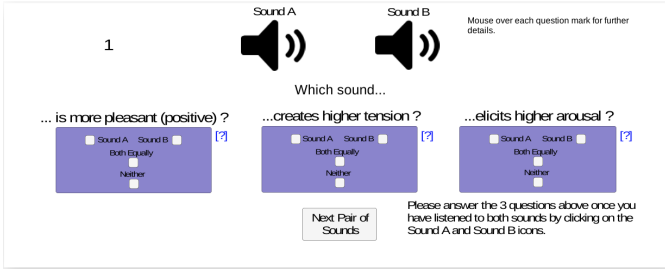 Sound A
Sound B
Mouse over each question mark for further
details.
1
Which sound...
... is more pleasant (positive) ?
[?]
Sound A Sound B
Both Equally
Neither
...creates higher tension ?
[?]
Sound A Sound B
Both Equally
Neither
...elicits higher arousal ?
[?]
Sound A Sound B
Both Equally
Neither
Next Pair of
Sounds
Please answer the 3 questions above once you
have listened to both sounds by clicking on the
Sound A and Sound B icons.